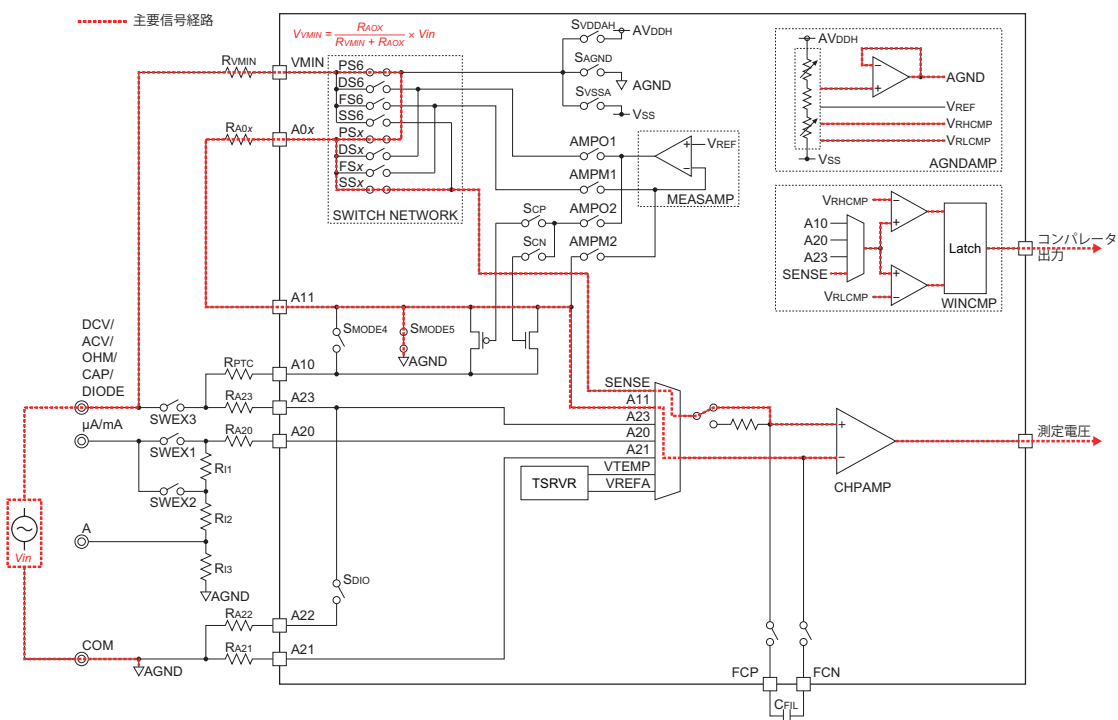 主要信号経路
VVMIN = RAOX / RVMIN + RAOX × Vin
SVDDAH
AVDDH
SAGND
AGND
SVSSA
VSS
RVMIN
VMIN
PS6
DS6
FS6
SS6
RA0x
A0x
PSx
DSx
FSx
SSx
SWITCH NETWORK
AMPO1
AMPM1
VREF
MEASAMP
SCP
AMPO2
SCN
AMPM2
AVDDH
AGND
VREF
VRHCMP
VRLCMP
VSS
AGNDAMP
VRHCMP
A10
A20
A23
SENSE
VRLCMP
Latch
WINCMP
コンパレータ
出力
A11
SMODE4
SMODE5
AGND
DCV/
ACV/
OHM/
CAP/
DIODE
RPTC
A10
SWEX3
RA23
A23
µA/mA
SWEX1
RA20
A20
RI1
SWEX2
RI2
A
RI3
AGND
Vin
SENSE
A11
A23
A20
A21
VTEMP
VREFA
TSRVR
CHPAMP
測定電圧
SDIO
RA22
A22
COM
RA21
A21
AGND
FCP
FCN
CFIL